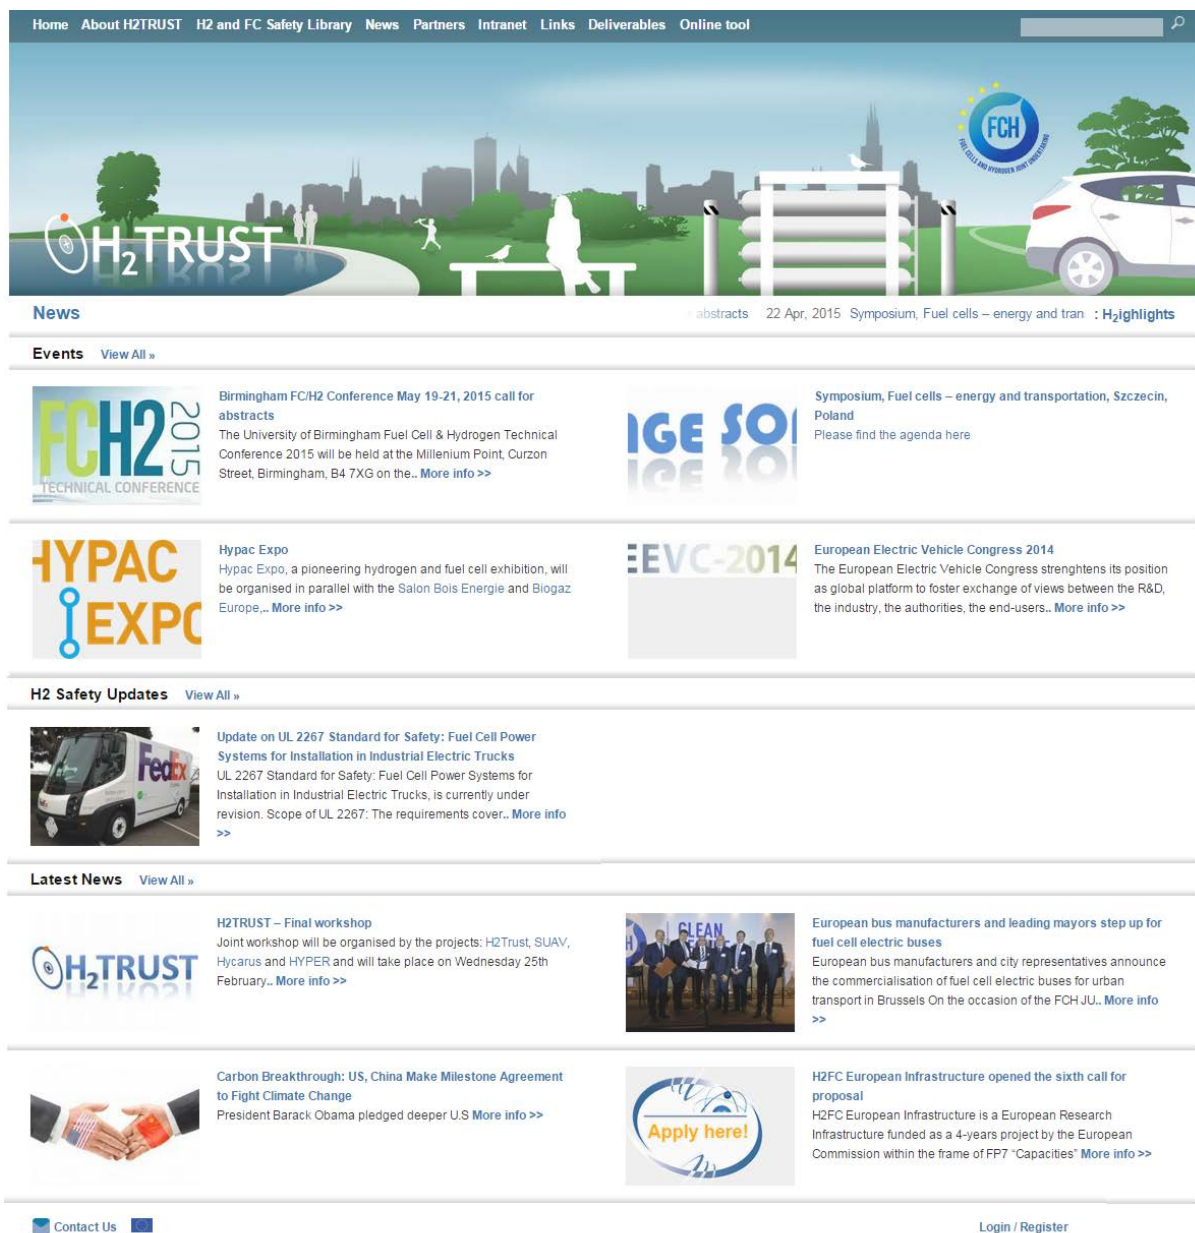 Home About H2TRUST H2 and FC Safety Library News Partners Intranet Links Deliverables Online tool
FCH
FUEL CELLS AND HYDROGEN JOINT UNDERTAKING
H2TRUST
News
abstracts 22 Apr, 2015 Symposium, Fuel cells – energy and tran : H2ighlights
Events View All »
FCH2 2015
TECHNICAL CONFERENCE
Birmingham FC/H2 Conference May 19-21, 2015 call for
abstracts
The University of Birmingham Fuel Cell & Hydrogen Technical
Conference 2015 will be held at the Millenium Point, Curzon
Street, Birmingham, B4 7XG on the.. More info >>
Symposium, Fuel cells – energy and transportation, Szczecin,
Poland
Please find the agenda here
HYPAC
EXPO
Hypac Expo
Hypac Expo, a pioneering hydrogen and fuel cell exhibition, will
be organised in parallel with the Salon Bois Energie and Biogaz
Europe,.. More info >>
EEVC-2014
European Electric Vehicle Congress 2014
The European Electric Vehicle Congress strenghtens its position
as global platform to foster exchange of views between the R&D,
the industry, the authorities, the end-users.. More info >>
H2 Safety Updates View All »
FedEx
Update on UL 2267 Standard for Safety: Fuel Cell Power
Systems for Installation in Industrial Electric Trucks
UL 2267 Standard for Safety: Fuel Cell Power Systems for
Installation in Industrial Electric Trucks, is currently under
revision. Scope of UL 2267: The requirements cover.. More info
>>
Latest News View All »
H2TRUST
H2TRUST – Final workshop
Joint workshop will be organised by the projects: H2Trust, SUAV,
Hycarus and HYPER and will take place on Wednesday 25th
February.. More info >>
CLEAN
European bus manufacturers and leading mayors step up for
fuel cell electric buses
European bus manufacturers and city representatives announce
the commercialisation of fuel cell electric buses for urban
transport in Brussels On the occasion of the FCH JU.. More info
>>
Carbon Breakthrough: US, China Make Milestone Agreement
to Fight Climate Change
President Barack Obama pledged deeper U.S More info >>
Apply here!
H2FC European Infrastructure opened the sixth call for
proposal
H2FC European Infrastructure is a European Research
Infrastructure funded as a 4-years project by the European
Commission within the frame of FP7 “Capacities” More info >>
Contact Us
Login / Register